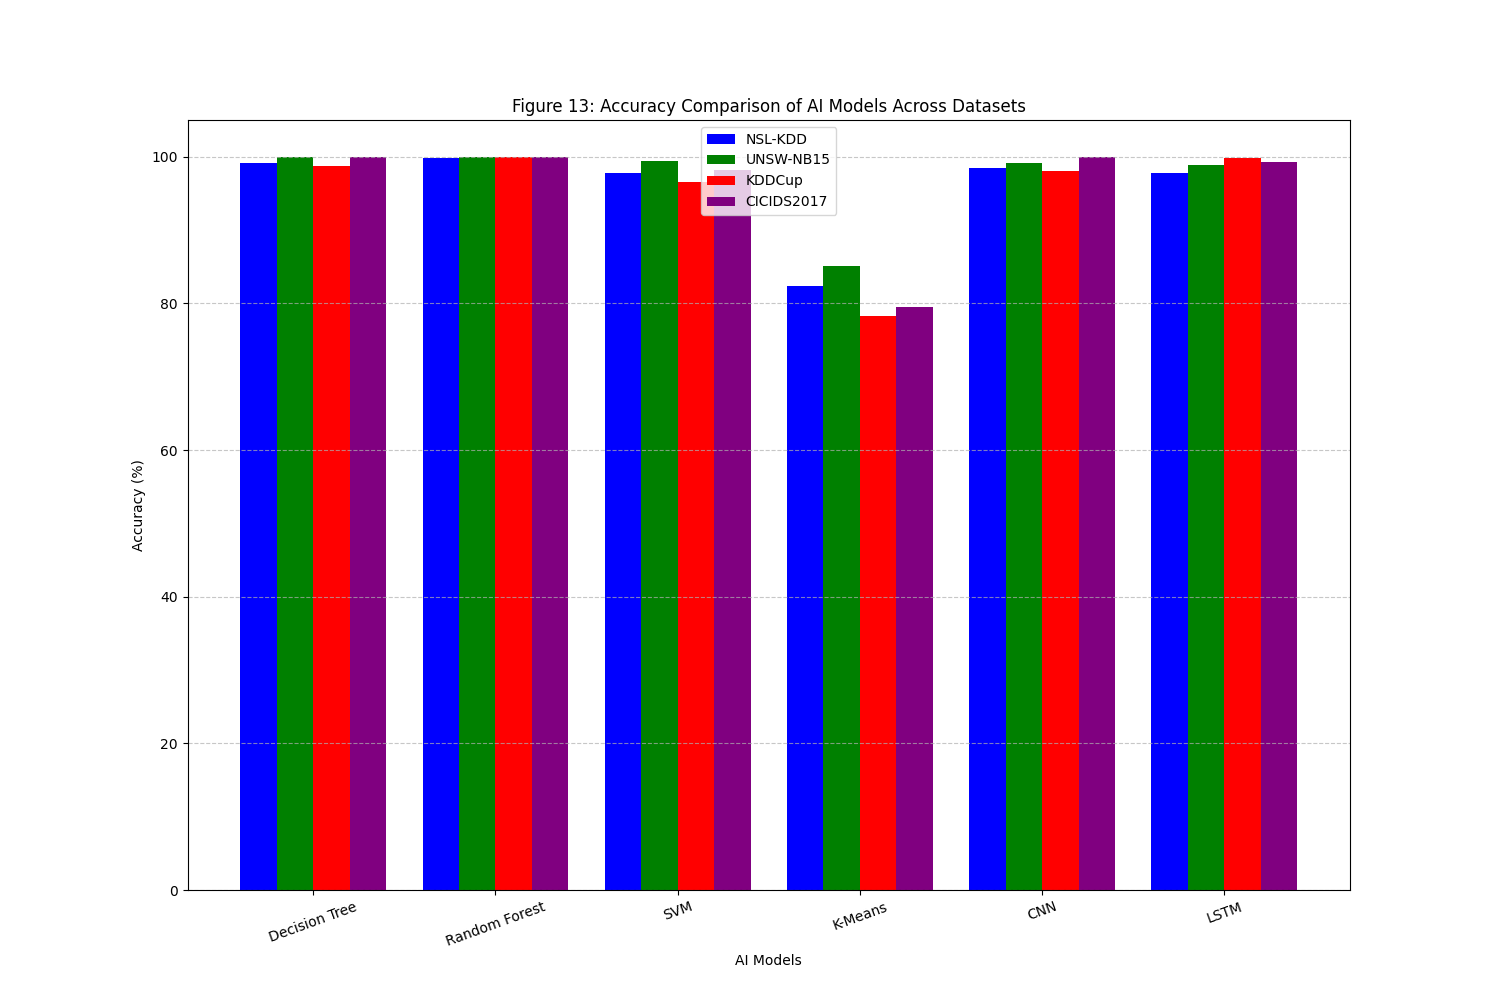 Figure 13: Accuracy Comparison of AI Models Across Datasets
NSL-KDD
UNSW-NB15
KDDCup
CICIDS2017
100
80
60
40
20
0
Accuracy (%)
Decision Tree
Random Forest
SVM
K-Means
CNN
LSTM
AI Models